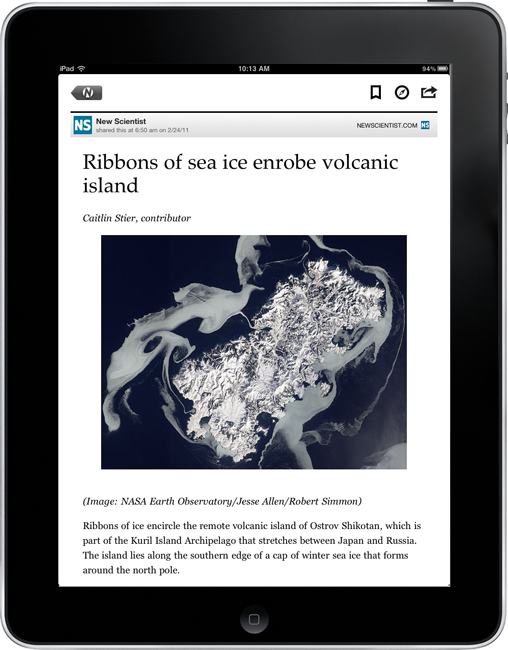 iPad 10:13 AM 94%
N
NS New Scientist NEWSCIENTIST.COM NS
shared this at 6:50 am on 2/24/11
Ribbons of sea ice enrobe volcanic
island
Caitlin Stier, contributor
(Image: NASA Earth Observatory/Jesse Allen/Robert Simmon)
Ribbons of ice encircle the remote volcanic island of Ostrov Shikotan, which is
part of the Kuril Island Archipelago that stretches between Japan and Russia.
The island lies along the southern edge of a cap of winter sea ice that forms
around the north pole.